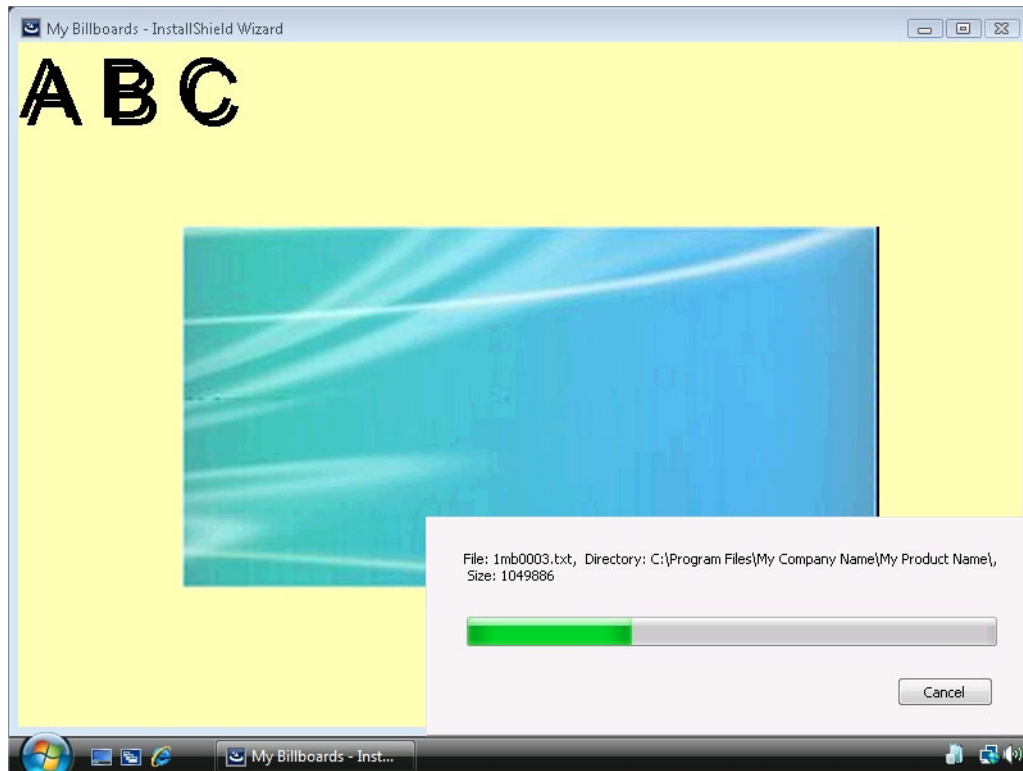 My Billboards - InstallShield Wizard
A B C
File: 1mb0003.txt, Directory: C:\Program Files\My Company Name\My Product Name\,
Size: 1049886
Cancel
My Billboards - Inst...